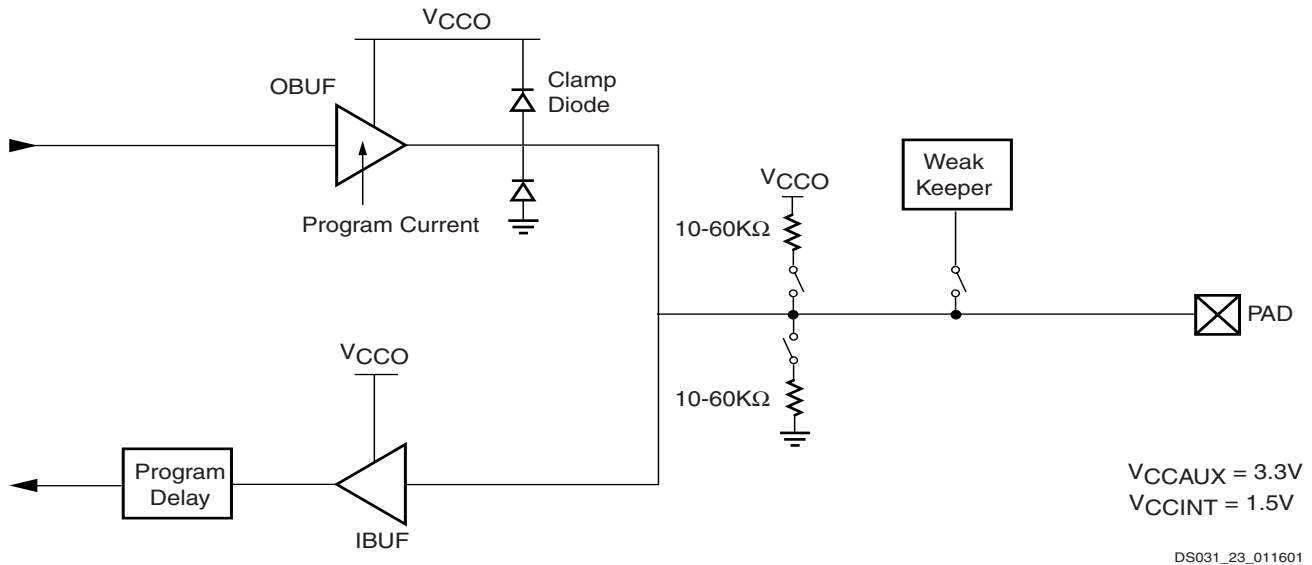 VCCO
OBUF
Clamp
Diode
Program Current
VCCO
10-60KΩ
Weak
Keeper
PAD
10-60KΩ
VCCO
Program
Delay
IBUF
VCCAUX = 3.3V
VCCINT = 1.5V
DS031_23_011601